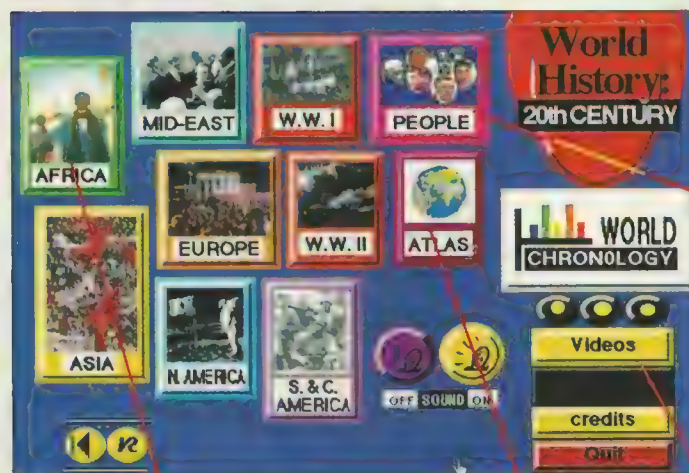 World
History:
20th CENTURY
MID-EAST
W.W. I
PEOPLE
AFRICA
EUROPE
W.W. II
ATLAS
WORLD
CHRONOLOGY
ASIA
N. AMERICA
S. & C.
AMERICA
OFF SOUND ON
Videos
credits
Quit